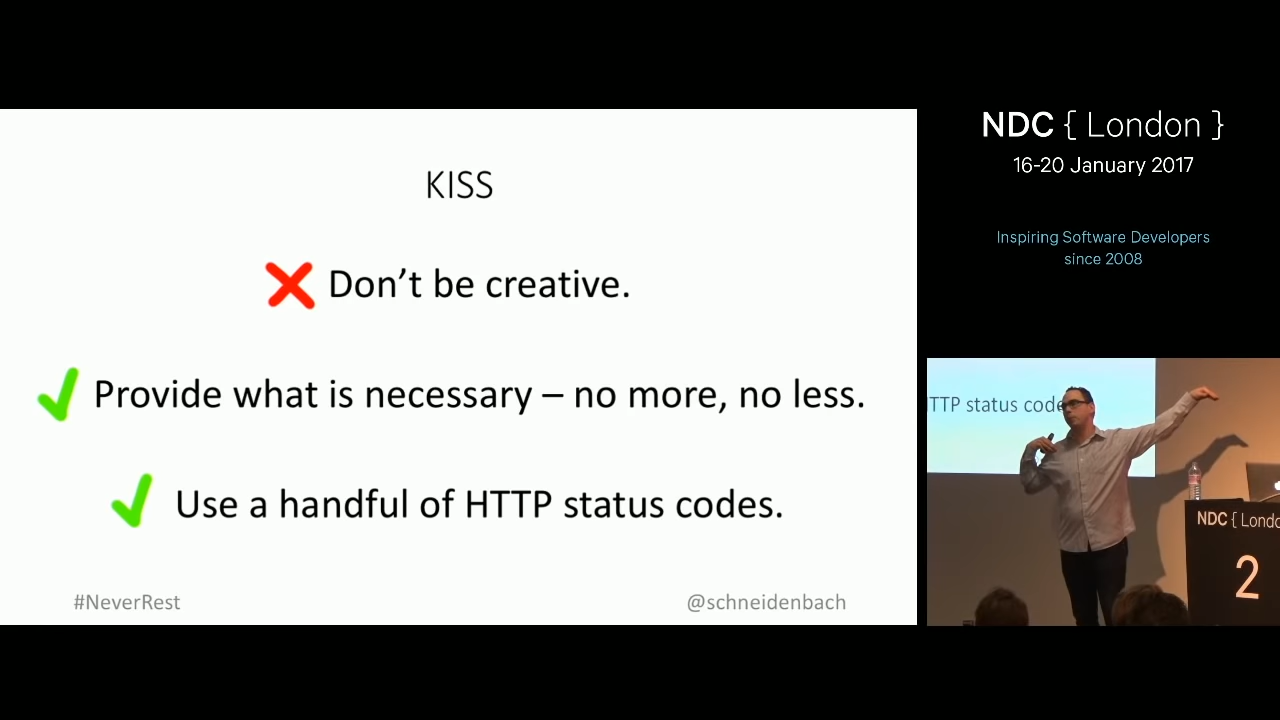 KISS
Don't be creative.
Provide what is necessary – no more, no less.
Use a handful of HTTP status codes.
#NeverRest
@schneidenbach
NDC { London }
16-20 January 2017
Inspiring Software Developers
since 2008
TTP status code
NDC { Londo
2